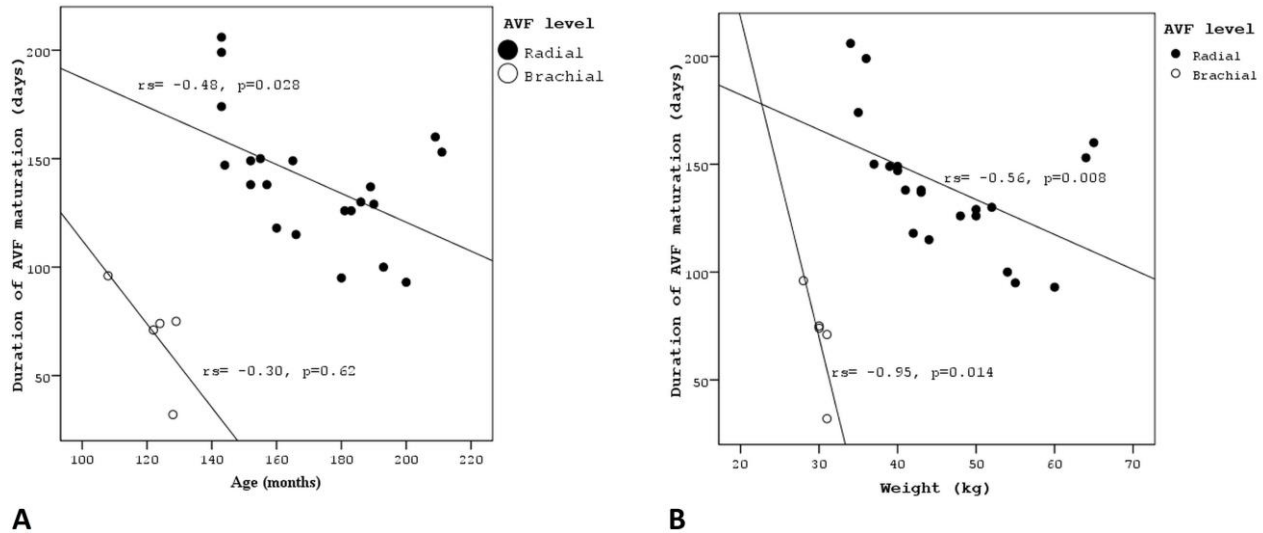 AVF level
Radial
Brachial
rs= -0.48, p=0.028
rs= -0.30, p=0.62
Duration of AVF maturation (days)
200
150
100
50
100 120 140 160 180 200 220
Age (months)
A
AVF level
Radial
Brachial
rs= -0.56, p=0.008
rs= -0.95, p=0.014
Duration of AVF maturation (days)
200
150
100
50
20 30 40 50 60 70
Weight (kg)
B